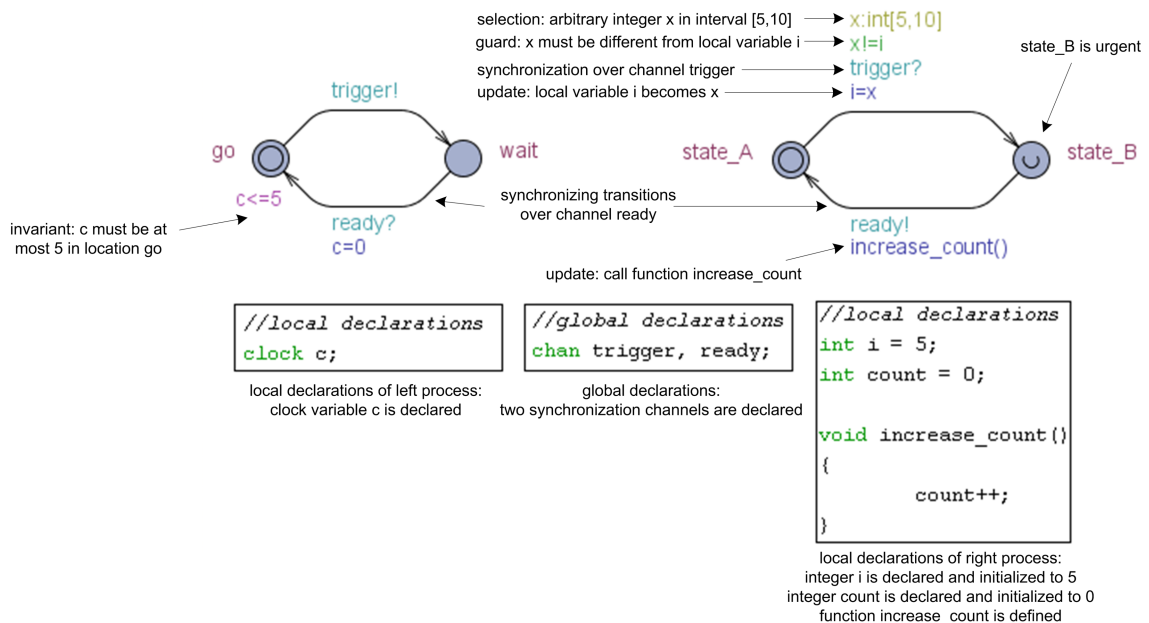 selection: arbitrary integer x in interval [5,10]
x:int[5,10]
guard: x must be different from local variable i
x!=i
state_B is urgent
synchronization over channel trigger
trigger?
update: local variable i becomes x
i=x
trigger!
go
wait
state_A
state_B
c<=5
synchronizing transitions
over channel ready
invariant: c must be at
most 5 in location go
ready?
c=0
ready!
increase_count()
update: call function increase_count
//local declarations
clock c;
local declarations of left process:
clock variable c is declared
//global declarations
chan trigger, ready;
global declarations:
two synchronization channels are declared
//local declarations
int i = 5;
int count = 0;
void increase_count()
{
count++;
}
local declarations of right process:
integer i is declared and initialized to 5
integer count is declared and initialized to 0
function increase_count is defined